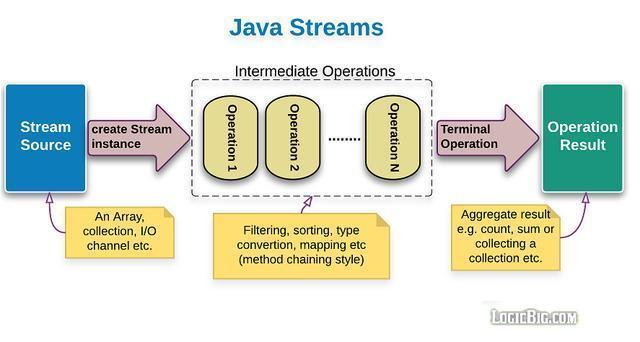 Java Streams
Intermediate Operations
Stream
Source
create Stream
instance
Operation 1
Operation 2
........
Operation N
Terminal
Operation
Operation
Result
An Array,
collection, I/O
channel etc.
Filtering, sorting, type
convertion, mapping etc
(method chaining style)
Aggregate result
e.g. count, sum or
collecting a
collection etc.
LogicBig.com